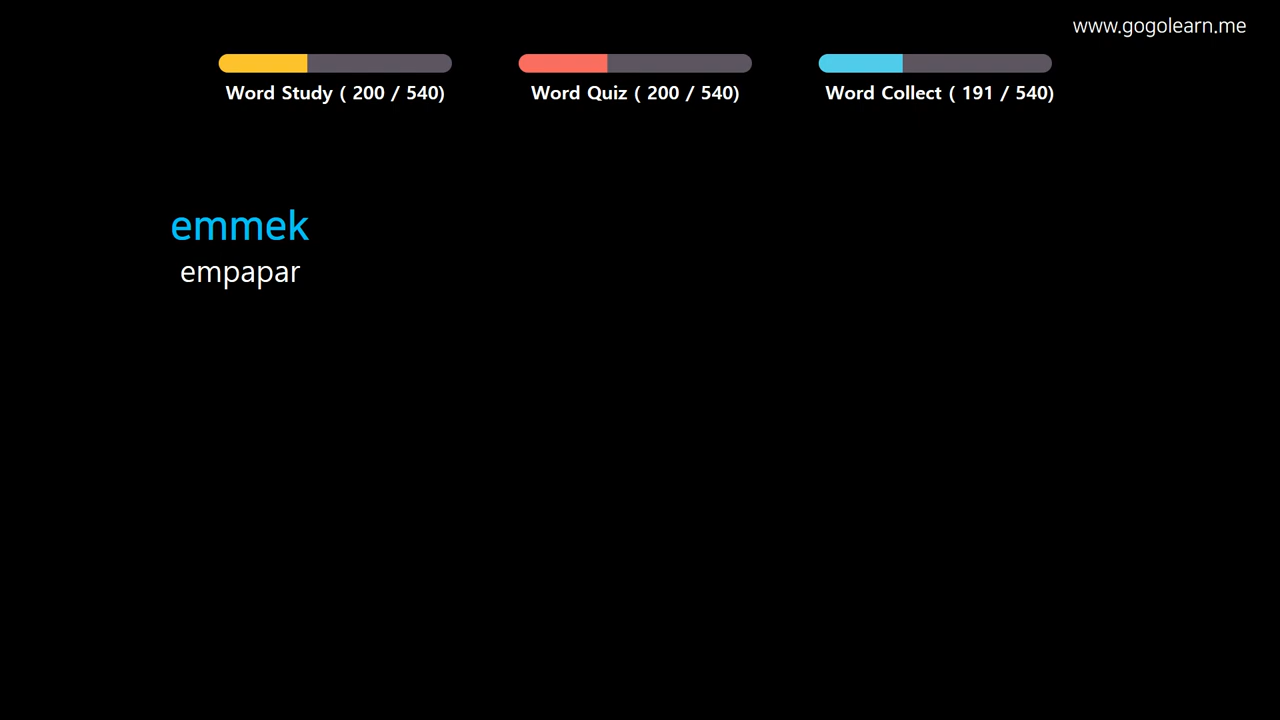 www.gogolearn.me
Word Study ( 200 / 540)
Word Quiz ( 200 / 540)
Word Collect ( 191 / 540)
emmek
empapar